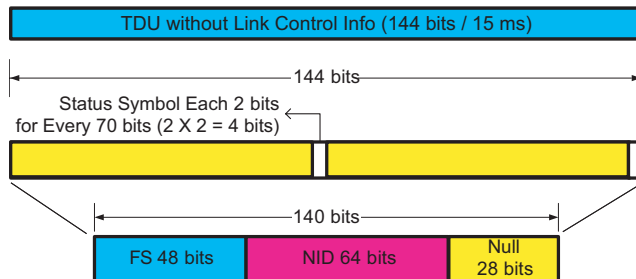 TDU without Link Control Info (144 bits / 15 ms)
144 bits
Status Symbol Each 2 bits
for Every 70 bits (2 X 2 = 4 bits)
140 bits
FS 48 bits
NID 64 bits
Null
28 bits